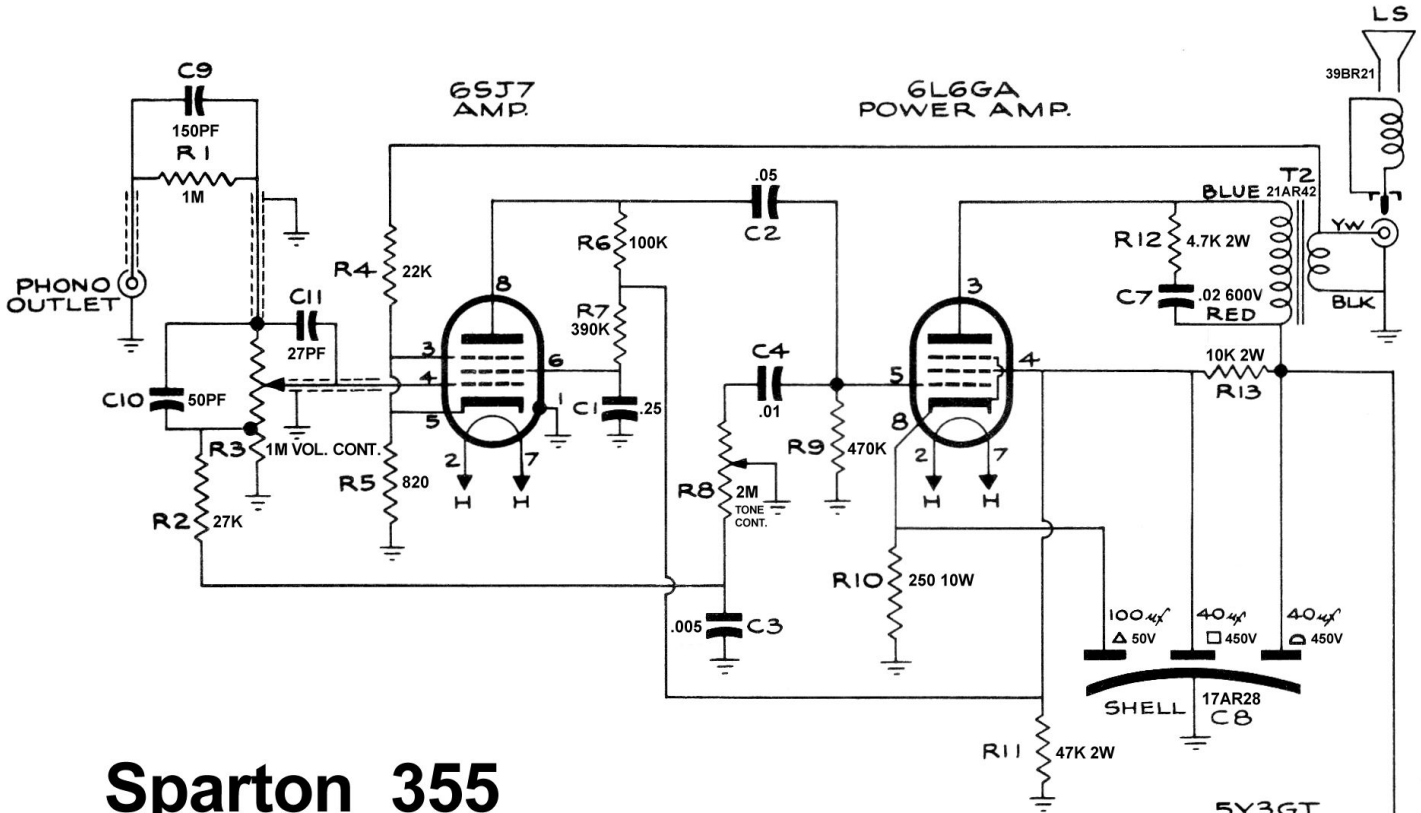 LS
39BR21
C9
150PF
R1
1M
6SJ7
AMP.
6L6GA
POWER AMP.
T2
21AR42
BLUE
YW
BLK
.05
C2
R6
100K
R4
22K
R12
4.7K 2W
C7
.02 600V
RED
PHONO
OUTLET
C11
27PF
8
3
R7
390K
3
4
5
6
1
2
7
H
H
C10
50PF
C1
.25
C4
.01
5
4
8
2
7
H
H
10K 2W
R13
R3
1M VOL. CONT.
R5
820
R9
470K
R8
2M
TONE
CONT.
R2
27K
R10
250 10W
.005
C3
100µf
△ 50V
40µf
□ 450V
40µf
450V
SHELL
17AR28
C8
R11
47K 2W
Sparton 355
5Y3GT